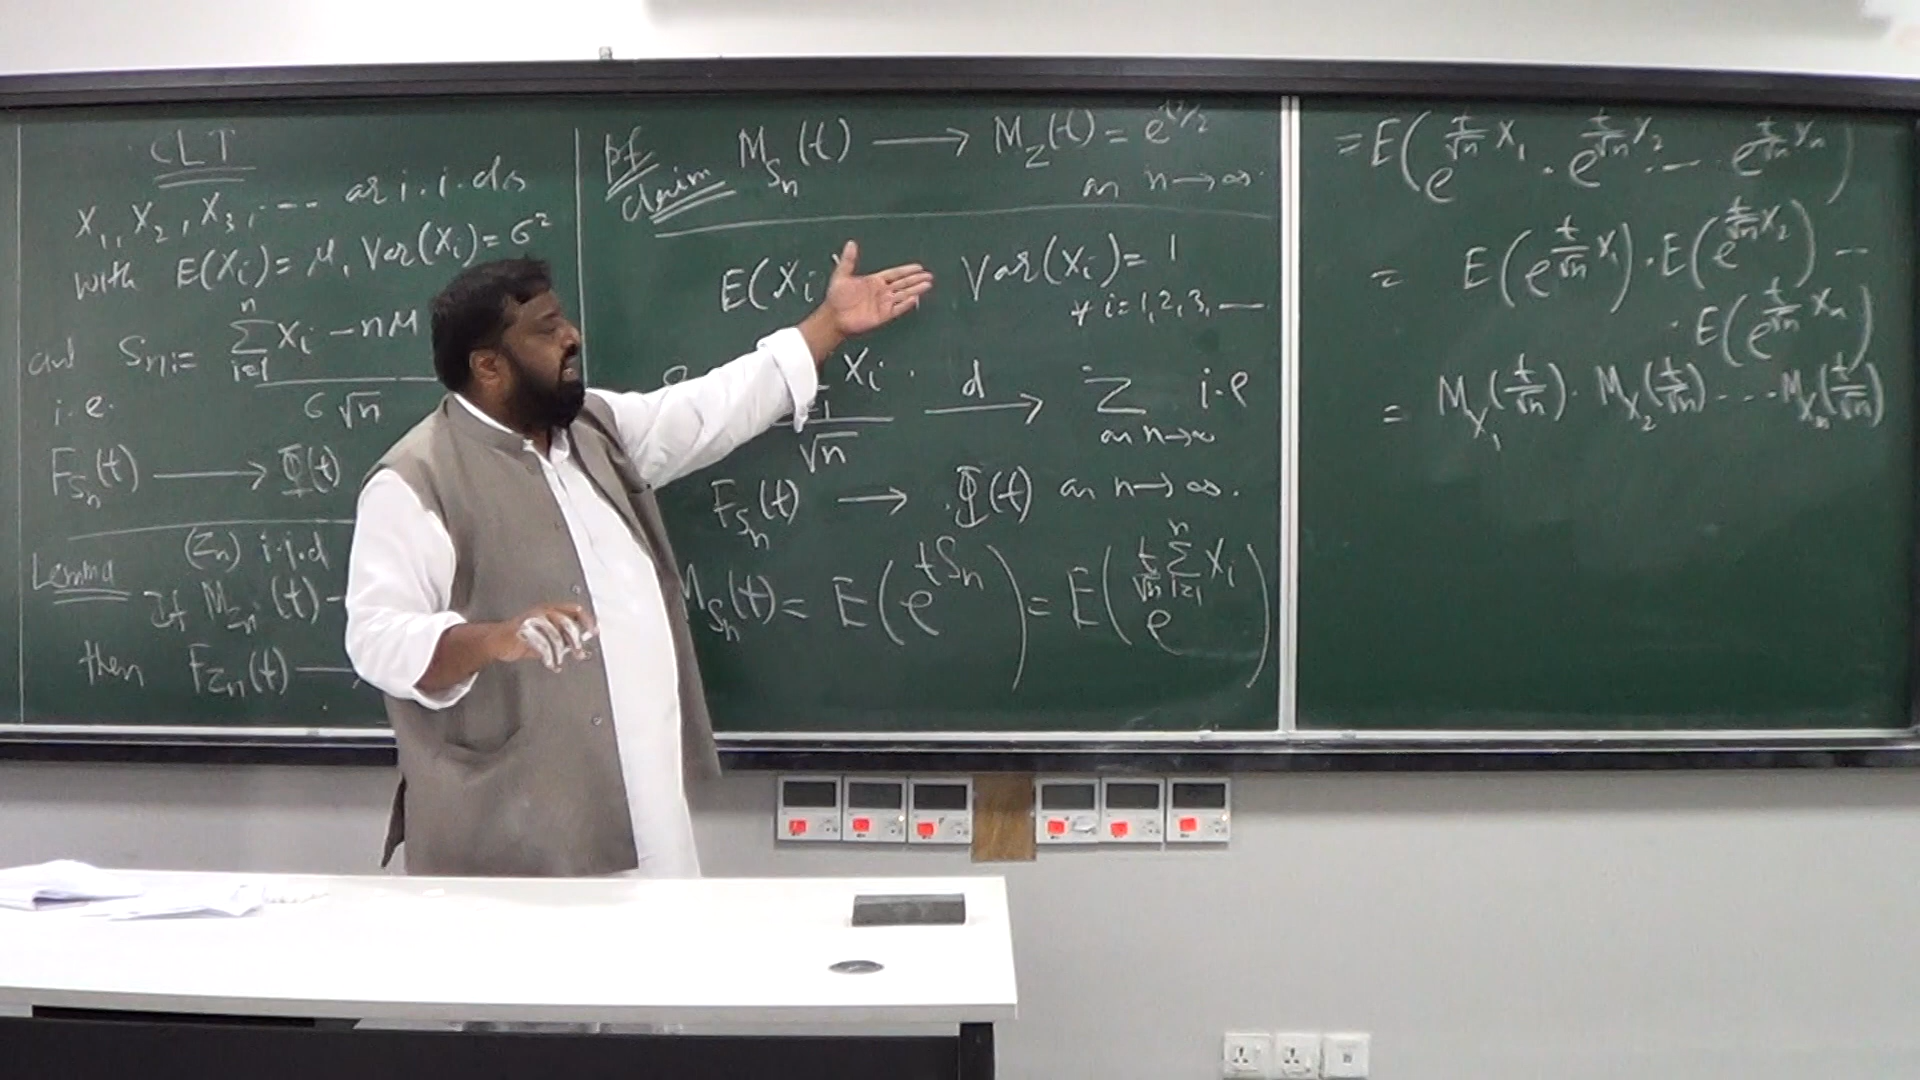 CLT
X₁, X₂, X₃, --- ar i.i.ds
with E(Xᵢ) = μ, Var(Xᵢ) = σ²
and Sₙ := (∑ᵢ₌₁ⁿ Xᵢ - nμ) / (σ√n)
i.e.
F_{Sₙ}(t) ⟶ Φ(t)
Lemma (Zₙ) i.i.d
If M_{Zₙ}(t) -
then F_{Zₙ}(t) ⟶
pf
claim M_{Sₙ}(t) ⟶ M_Z(t) = e^{t²/2}
as n → ∞.
E(Xᵢ) Var(Xᵢ) = 1
∀ i = 1, 2, 3, —
Xᵢ / √n —d→ Z i.e
as n → ∞
F_{Sₙ}(t) ⟶ Φ(t) as n → ∞.
M_{Sₙ}(t) = E(e^{tSₙ}) = E(e^{t/√n ∑ᵢ₌₁ⁿ Xᵢ})
= E(e^{t/√n X₁} · e^{t/√n X₂} · -- e^{t/√n Xₙ})
= E(e^{t/√n X₁}) · E(e^{t/√n X₂}) --
· E(e^{t/√n Xₙ})
= M_{X₁}(t/√n) · M_{X₂}(t/√n) · - - - M_{Xₙ}(t/√n)